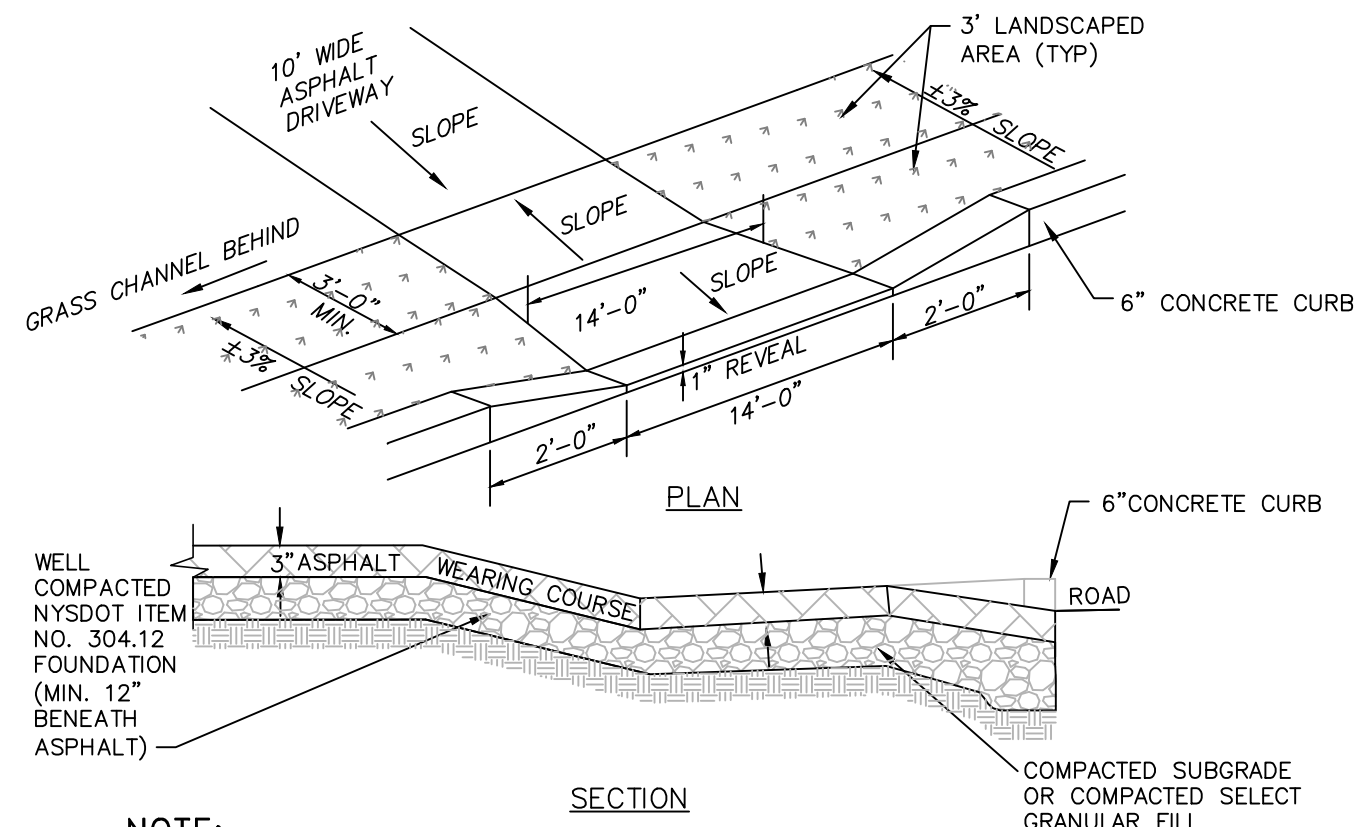 3' LANDSCAPED
AREA (TYP)
10' WIDE
ASPHALT
DRIVEWAY
SLOPE
±3% SLOPE
SLOPE
GRASS CHANNEL BEHIND
3'-0"
MIN.
SLOPE
14'-0"
2'-0"
6" CONCRETE CURB
±3% SLOPE
1" REVEAL
14'-0"
2'-0"
PLAN
6"CONCRETE CURB
WELL
COMPACTED
NYSDOT ITEM
NO. 304.12
FOUNDATION
(MIN. 12"
BENEATH
ASPHALT)
3"ASPHALT
WEARING COURSE
ROAD
COMPACTED SUBGRADE
OR COMPACTED SELECT
GRANULAR FILL
SECTION
NOTE: